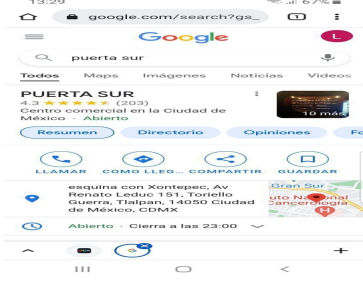 13:29
67%
google.com/search?gs_
1
Google
L
puerta sur
Todos Maps Imágenes Noticias Videos
PUERTA SUR
4.3 (203)
Centro comercial en la Ciudad de
México · Abierto
10 más
Resumen Directorio Opiniones
LLAMAR CÓMO LLEG... COMPARTIR GUARDAR
esquina con Xontepec, Av
Renato Leduc 151, Toriello
Guerra, Tlalpan, 14050 Ciudad
de México, CDMX
Gran Sur
uto Nacional
Cancerología
H
Abierto · Cierra a las 23:00
G